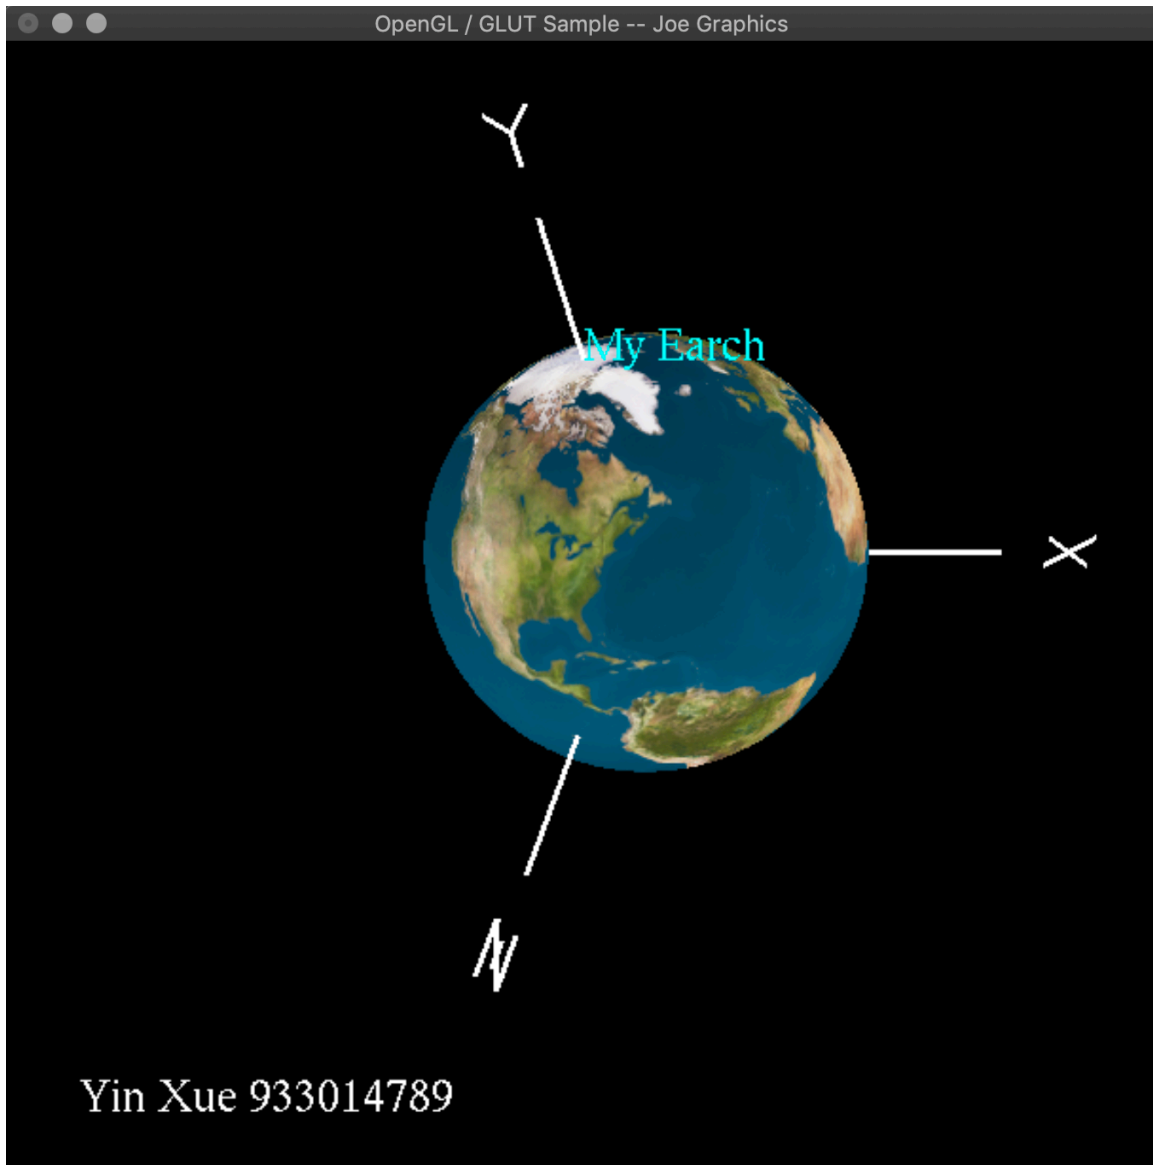 OpenGL / GLUT Sample -- Joe Graphics
Y
My Earch
X
Z
Yin Xue 933014789